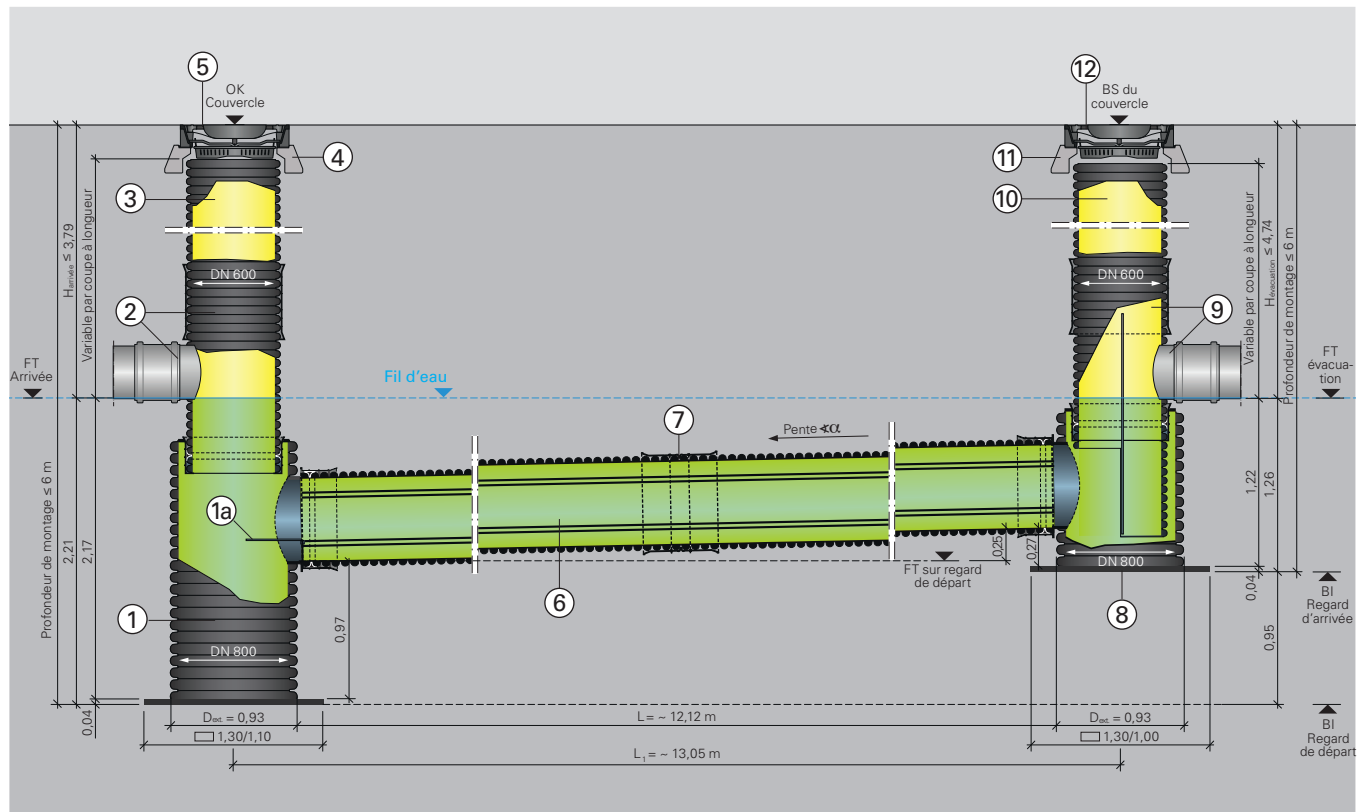 5
OK
Couvercle
12
BS du
couvercle
4
11
3
10
DN 600
DN 600
2
9
H arrivée ≤ 3,79
Variable par coupe à longueur
Variable par coupe à longueur
H évacuation ≤ 4,74
Profondeur de montage ≤ 6 m
FT
Arrivée
Fil d'eau
FT
évacua-
tion
7
Pente ∢α
1a
6
1
8
Profondeur de montage ≤ 6 m
2,21
2,17
0,97
0,25
0,27
FT sur regard
de départ
1,22
1,26
DN 800
DN 800
0,04
BI
Regard
d'arrivée
0,95
0,04
D ext. = 0,93
L = ~ 12,12 m
D ext. = 0,93
1,30/1,10
1,30/1,00
L₁ = ~ 13,05 m
BI
Regard
de départ